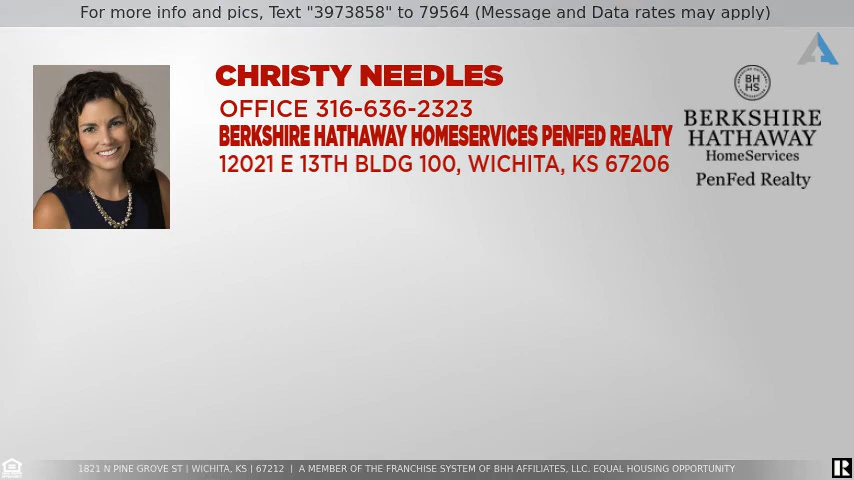 For more info and pics, Text "3973858" to 79564 (Message and Data rates may apply)
CHRISTY NEEDLES
OFFICE 316-636-2323
BERKSHIRE HATHAWAY HOMESERVICES PENFED REALTY
12021 E 13TH BLDG 100, WICHITA, KS 67206
BH
HS
BERKSHIRE
HATHAWAY
HomeServices
PenFed Realty
1821 N PINE GROVE ST | WICHITA, KS | 67212 | A MEMBER OF THE FRANCHISE SYSTEM OF BHH AFFILIATES, LLC. EQUAL HOUSING OPPORTUNITY